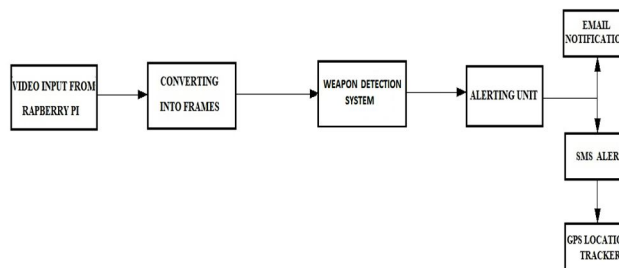 EMAIL
NOTIFICATIO
VIDEO INPUT FROM
RAPBERRY PI
CONVERTING
INTO FRAMES
WEAPON DETECTION
SYSTEM
ALERTING UNIT
SMS ALER
GPS LOCATIO
TRACKER